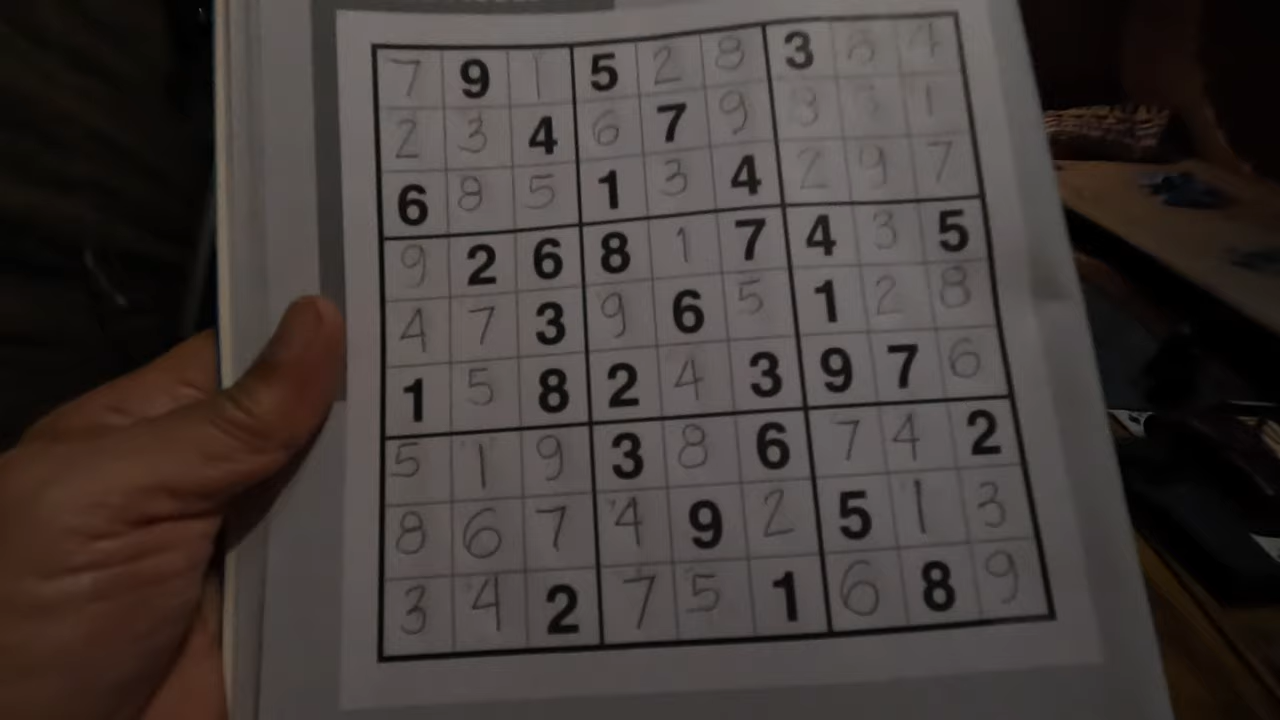 7 9 1 5 2 8 3 6 4
2 3 4 6 7 9 3 5 1
6 8 5 1 3 4 2 9 7
9 2 6 8 1 7 4 3 5
4 7 3 9 6 5 1 2 8
1 5 8 2 4 3 9 7 6
5 1 9 3 8 6 7 4 2
8 6 7 4 9 2 5 1 3
3 4 2 7 5 1 6 8 9